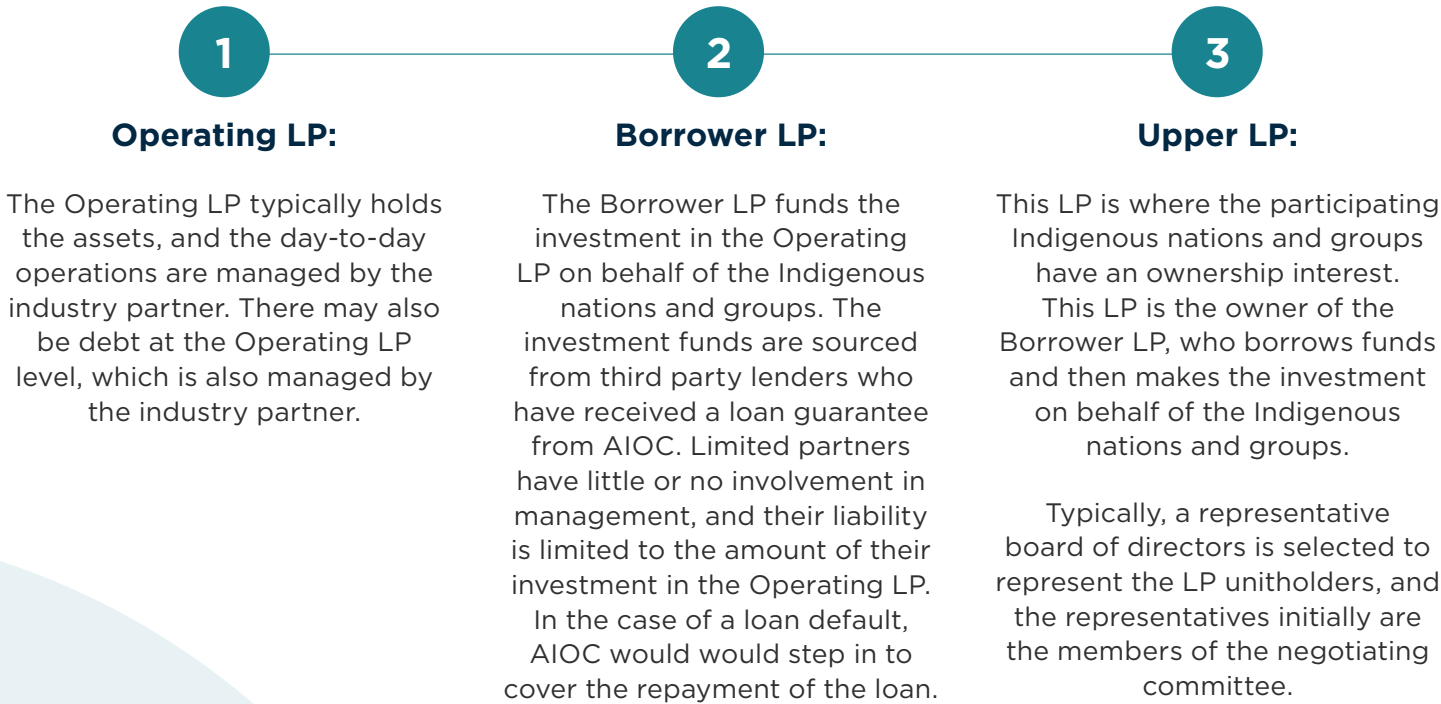 1
Operating LP:
The Operating LP typically holds
the assets, and the day-to-day
operations are managed by the
industry partner. There may also
be debt at the Operating LP
level, which is also managed by
the industry partner.
2
Borrower LP:
The Borrower LP funds the
investment in the Operating
LP on behalf of the Indigenous
nations and groups. The
investment funds are sourced
from third party lenders who
have received a loan guarantee
from AIOC. Limited partners
have little or no involvement in
management, and their liability
is limited to the amount of their
investment in the Operating LP.
In the case of a loan default,
AIOC would would step in to
cover the repayment of the loan.
3
Upper LP:
This LP is where the participating
Indigenous nations and groups
have an ownership interest.
This LP is the owner of the
Borrower LP, who borrows funds
and then makes the investment
on behalf of the Indigenous
nations and groups.
Typically, a representative
board of directors is selected to
represent the LP unitholders, and
the representatives initially are
the members of the negotiating
committee.